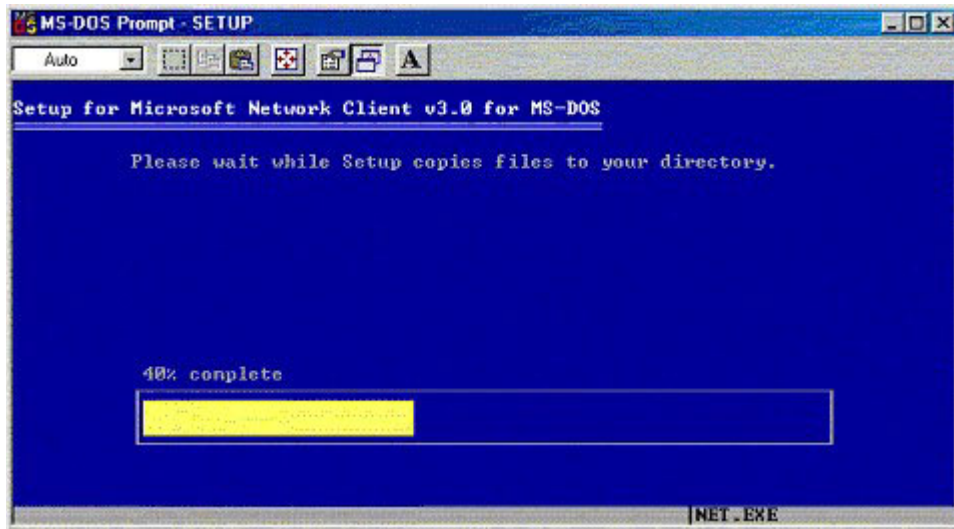 MS-DOS Prompt - SETUP
Auto
A
Setup for Microsoft Network Client v3.0 for MS-DOS
Please wait while Setup copies files to your directory.
40% complete
NET.EXE